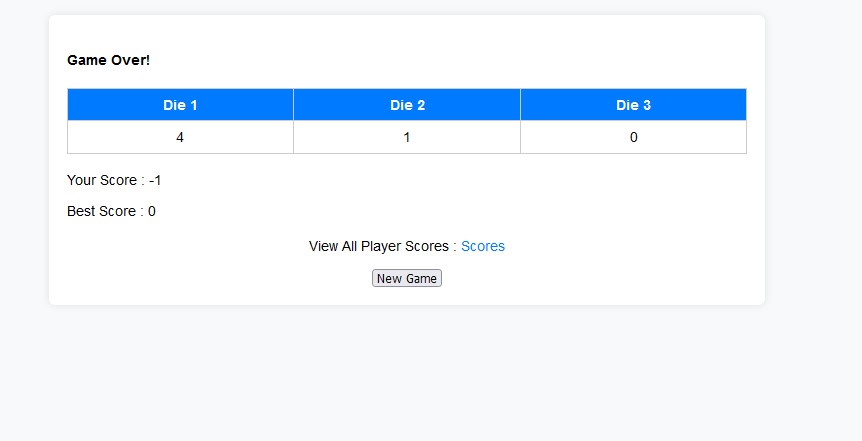 Game Over!
Die 1 Die 2 Die 3
4 1 0
Your Score : -1
Best Score : 0
View All Player Scores : Scores
New Game